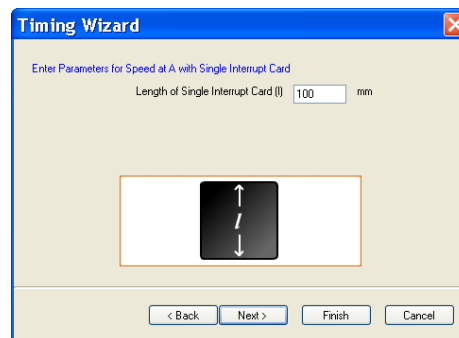 Timing Wizard
Enter Parameters for Speed at A with Single Interrupt Card
Length of Single Interrupt Card (l) 100 mm
l
< Back Next > Finish Cancel